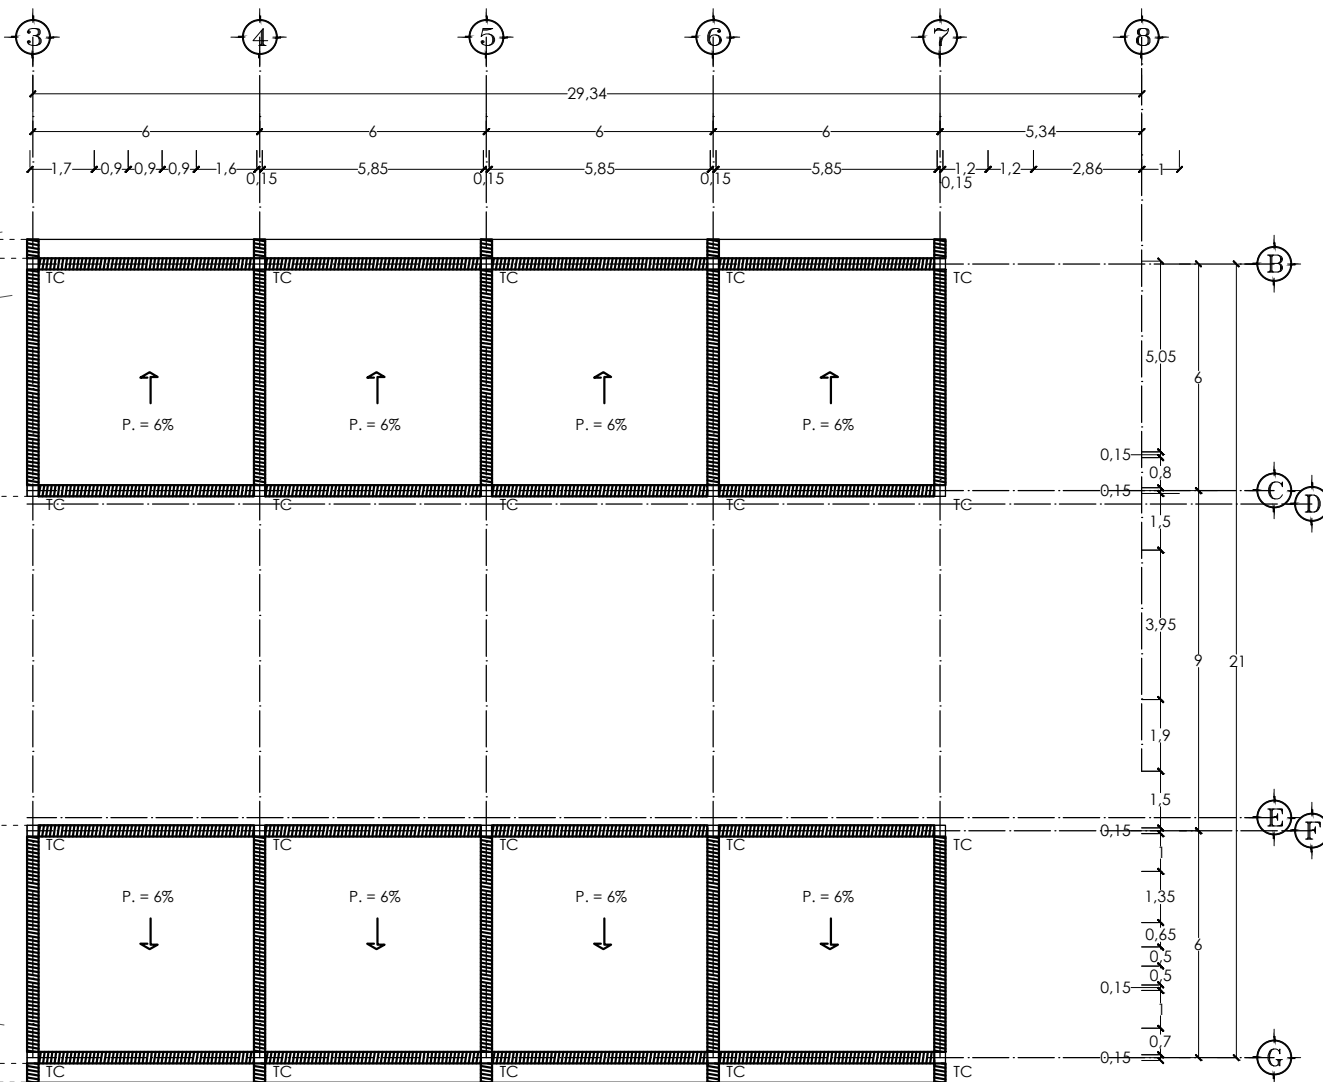 3 4 5 6 7 8
29,34
6 6 6 6 5,34
1,7 0,9 0,9 0,9 1,6 0,15 5,85 0,15 5,85 0,15 5,85 0,15 1,2 1,2 2,86 1
B
TC TC TC TC TC
5,05
6
P. = 6% P. = 6% P. = 6% P. = 6%
0,15
0,8
0,15
C
TC TC TC TC TC
D
1,5
3,95
9 21
1,9
1,5
E
0,15
F
TC TC TC TC TC
1
P. = 6% P. = 6% P. = 6% P. = 6%
1,35
0,65
6
0,5
0,5
0,15
1
0,7
0,15
G
TC TC TC TC TC